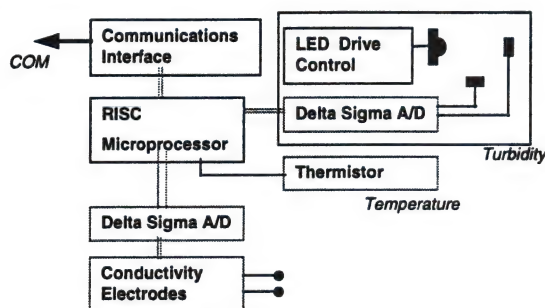 Communications
Interface
COM
LED Drive
Control
RISC
Microprocessor
Delta Sigma A/D
Turbidity
Thermistor
Temperature
Delta Sigma A/D
Conductivity
Electrodes